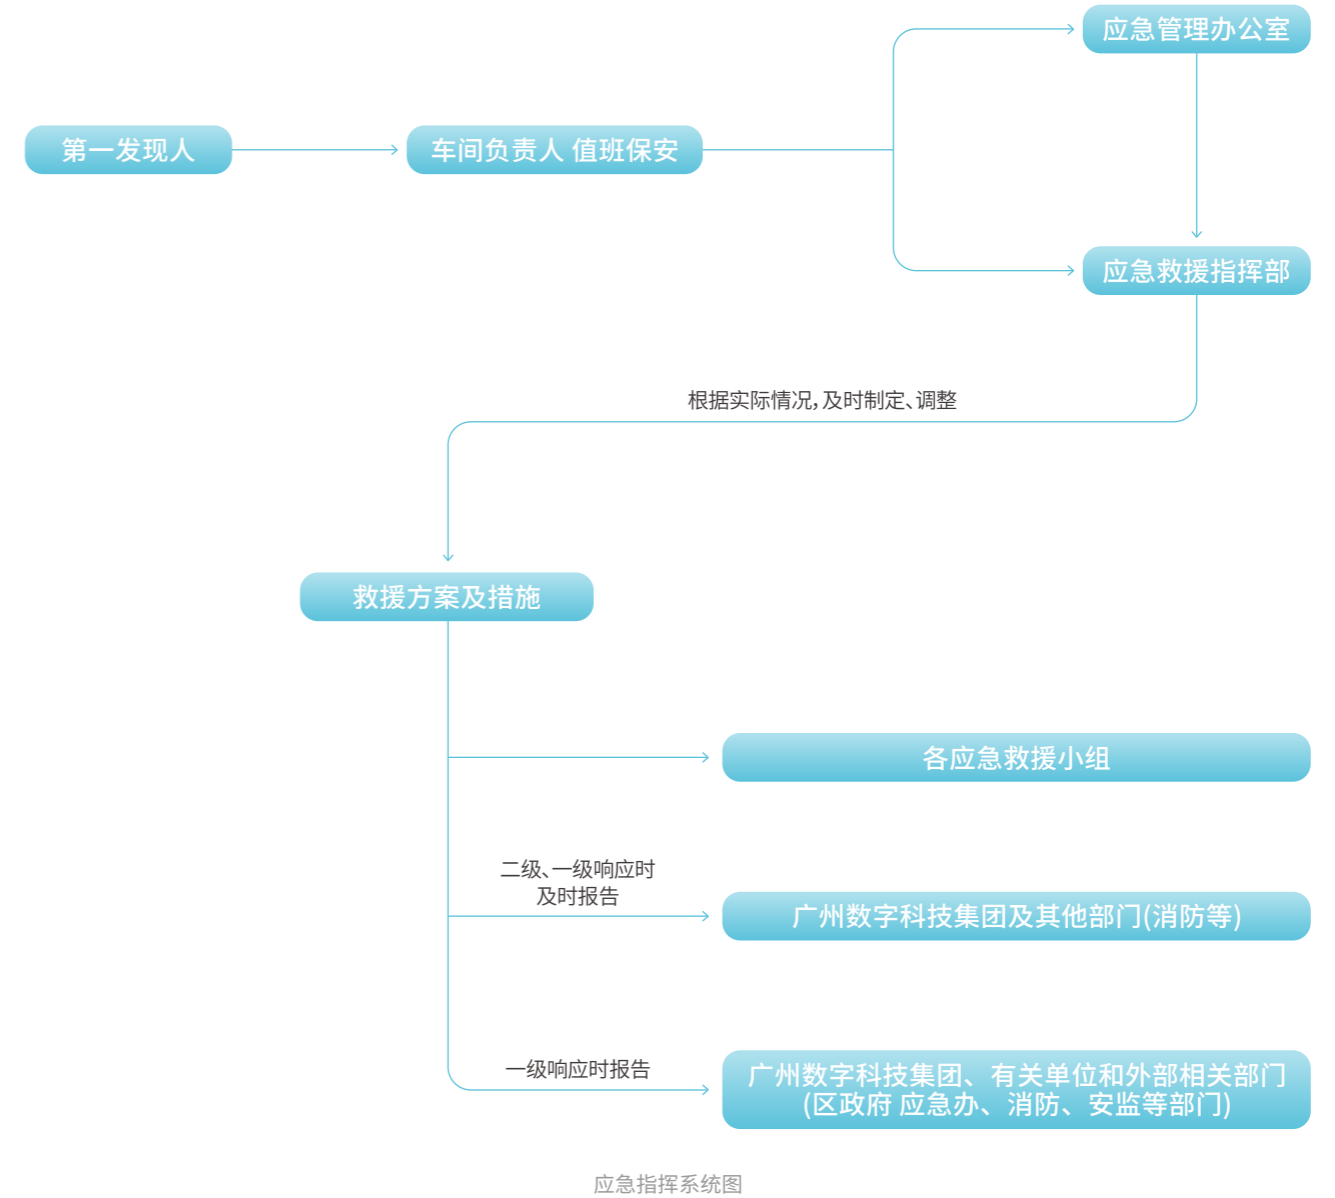 应急管理办公室
第一发现人
车间负责人 值班保安
应急救援指挥部
根据实际情况，及时制定、调整
救援方案及措施
各应急救援小组
二级、一级响应时
及时报告
广州数字科技集团及其他部门(消防等)
一级响应时报告
广州数字科技集团、有关单位和外部相关部门
(区政府 应急办、消防、安监等部门)
应急指挥系统图